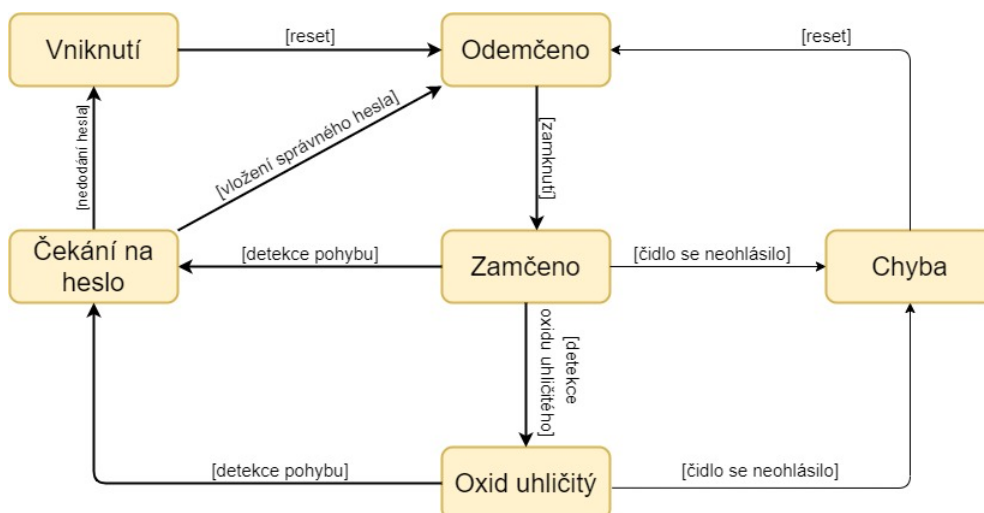 Vniknutí
[reset]
Odemčeno
[reset]
[nedodání hesla]
[vložení správného hesla]
[zamknutí]
Čekání na
heslo
[detekce pohybu]
Zamčeno
[čidlo se neohlásilo]
Chyba
[detekce
oxidu uhličitého]
[detekce pohybu]
Oxid uhličitý
[čidlo se neohlásilo]